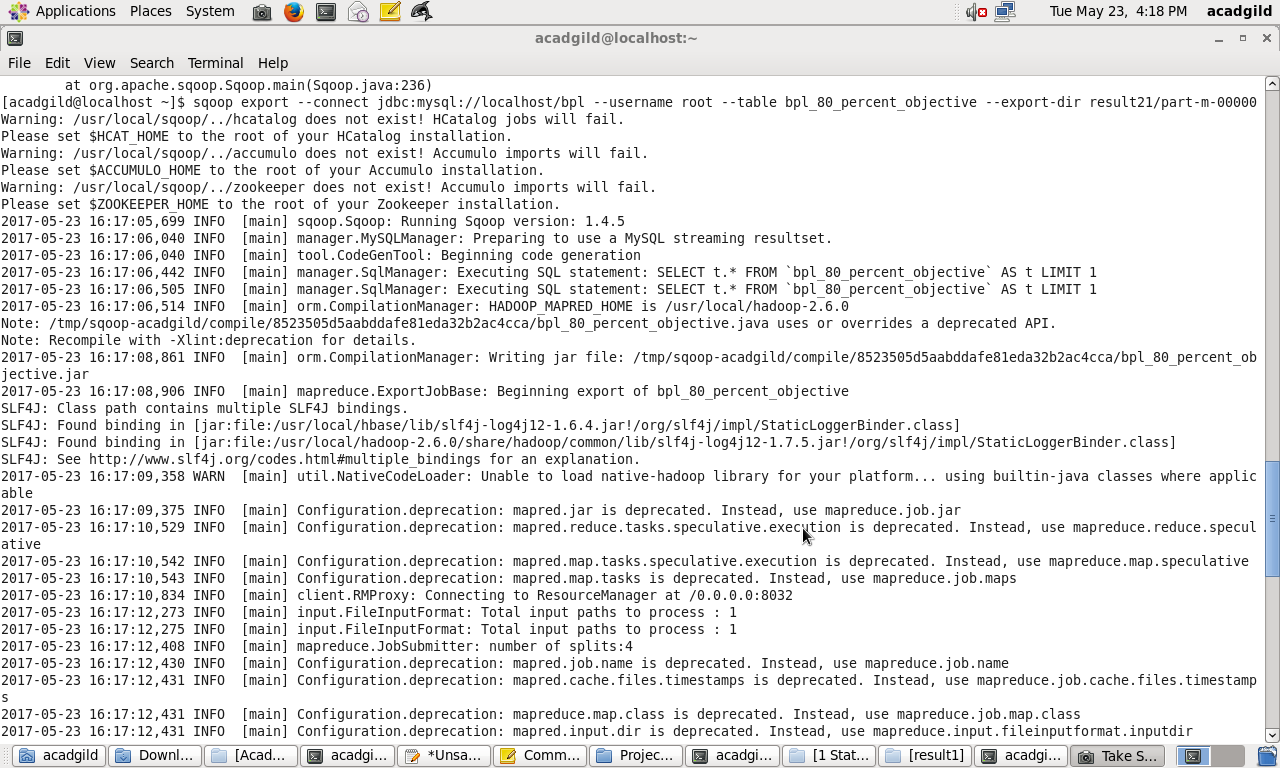 Applications Places System Tue May 23, 4:18 PM acadgild
acadgild@localhost:~
File Edit View Search Terminal Help
at org.apache.sqoop.Sqoop.main(Sqoop.java:236)
[acadgild@localhost ~]$ sqoop export --connect jdbc:mysql://localhost/bpl --username root --table bpl_80_percent_objective --export-dir result21/part-m-00000
Warning: /usr/local/sqoop/../hcatalog does not exist! HCatalog jobs will fail.
Please set $HCAT_HOME to the root of your HCatalog installation.
Warning: /usr/local/sqoop/../accumulo does not exist! Accumulo imports will fail.
Please set $ACCUMULO_HOME to the root of your Accumulo installation.
Warning: /usr/local/sqoop/../zookeeper does not exist! Accumulo imports will fail.
Please set $ZOOKEEPER_HOME to the root of your Zookeeper installation.
2017-05-23 16:17:05,699 INFO  [main] sqoop.Sqoop: Running Sqoop version: 1.4.5
2017-05-23 16:17:06,040 INFO  [main] manager.MySQLManager: Preparing to use a MySQL streaming resultset.
2017-05-23 16:17:06,040 INFO  [main] tool.CodeGenTool: Beginning code generation
2017-05-23 16:17:06,442 INFO  [main] manager.SqlManager: Executing SQL statement: SELECT t.* FROM `bpl_80_percent_objective` AS t LIMIT 1
2017-05-23 16:17:06,505 INFO  [main] manager.SqlManager: Executing SQL statement: SELECT t.* FROM `bpl_80_percent_objective` AS t LIMIT 1
2017-05-23 16:17:06,514 INFO  [main] orm.CompilationManager: HADOOP_MAPRED_HOME is /usr/local/hadoop-2.6.0
Note: /tmp/sqoop-acadgild/compile/8523505d5aabddafe81eda32b2ac4cca/bpl_80_percent_objective.java uses or overrides a deprecated API.
Note: Recompile with -Xlint:deprecation for details.
2017-05-23 16:17:08,861 INFO  [main] orm.CompilationManager: Writing jar file: /tmp/sqoop-acadgild/compile/8523505d5aabddafe81eda32b2ac4cca/bpl_80_percent_ob
jective.jar
2017-05-23 16:17:08,906 INFO  [main] mapreduce.ExportJobBase: Beginning export of bpl_80_percent_objective
SLF4J: Class path contains multiple SLF4J bindings.
SLF4J: Found binding in [jar:file:/usr/local/hbase/lib/slf4j-log4j12-1.6.4.jar!/org/slf4j/impl/StaticLoggerBinder.class]
SLF4J: Found binding in [jar:file:/usr/local/hadoop-2.6.0/share/hadoop/common/lib/slf4j-log4j12-1.7.5.jar!/org/slf4j/impl/StaticLoggerBinder.class]
SLF4J: See http://www.slf4j.org/codes.html#multiple_bindings for an explanation.
2017-05-23 16:17:09,358 WARN  [main] util.NativeCodeLoader: Unable to load native-hadoop library for your platform... using builtin-java classes where applic
able
2017-05-23 16:17:09,375 INFO  [main] Configuration.deprecation: mapred.jar is deprecated. Instead, use mapreduce.job.jar
2017-05-23 16:17:10,529 INFO  [main] Configuration.deprecation: mapred.reduce.tasks.speculative.execution is deprecated. Instead, use mapreduce.reduce.specul
ative
2017-05-23 16:17:10,542 INFO  [main] Configuration.deprecation: mapred.map.tasks.speculative.execution is deprecated. Instead, use mapreduce.map.speculative
2017-05-23 16:17:10,543 INFO  [main] Configuration.deprecation: mapred.map.tasks is deprecated. Instead, use mapreduce.job.maps
2017-05-23 16:17:10,834 INFO  [main] client.RMProxy: Connecting to ResourceManager at /0.0.0.0:8032
2017-05-23 16:17:12,273 INFO  [main] input.FileInputFormat: Total input paths to process : 1
2017-05-23 16:17:12,275 INFO  [main] input.FileInputFormat: Total input paths to process : 1
2017-05-23 16:17:12,408 INFO  [main] mapreduce.JobSubmitter: number of splits:4
2017-05-23 16:17:12,430 INFO  [main] Configuration.deprecation: mapred.job.name is deprecated. Instead, use mapreduce.job.name
2017-05-23 16:17:12,431 INFO  [main] Configuration.deprecation: mapred.cache.files.timestamps is deprecated. Instead, use mapreduce.job.cache.files.timestamp
s
2017-05-23 16:17:12,431 INFO  [main] Configuration.deprecation: mapreduce.map.class is deprecated. Instead, use mapreduce.job.map.class
2017-05-23 16:17:12,431 INFO  [main] Configuration.deprecation: mapred.input.dir is deprecated. Instead, use mapreduce.input.fileinputformat.inputdir
acadgild Downl... [Acad... acadgi... *Unsa... Comm... Projec... acadgi... [1 Stat... [result1] acadgi... Take S...